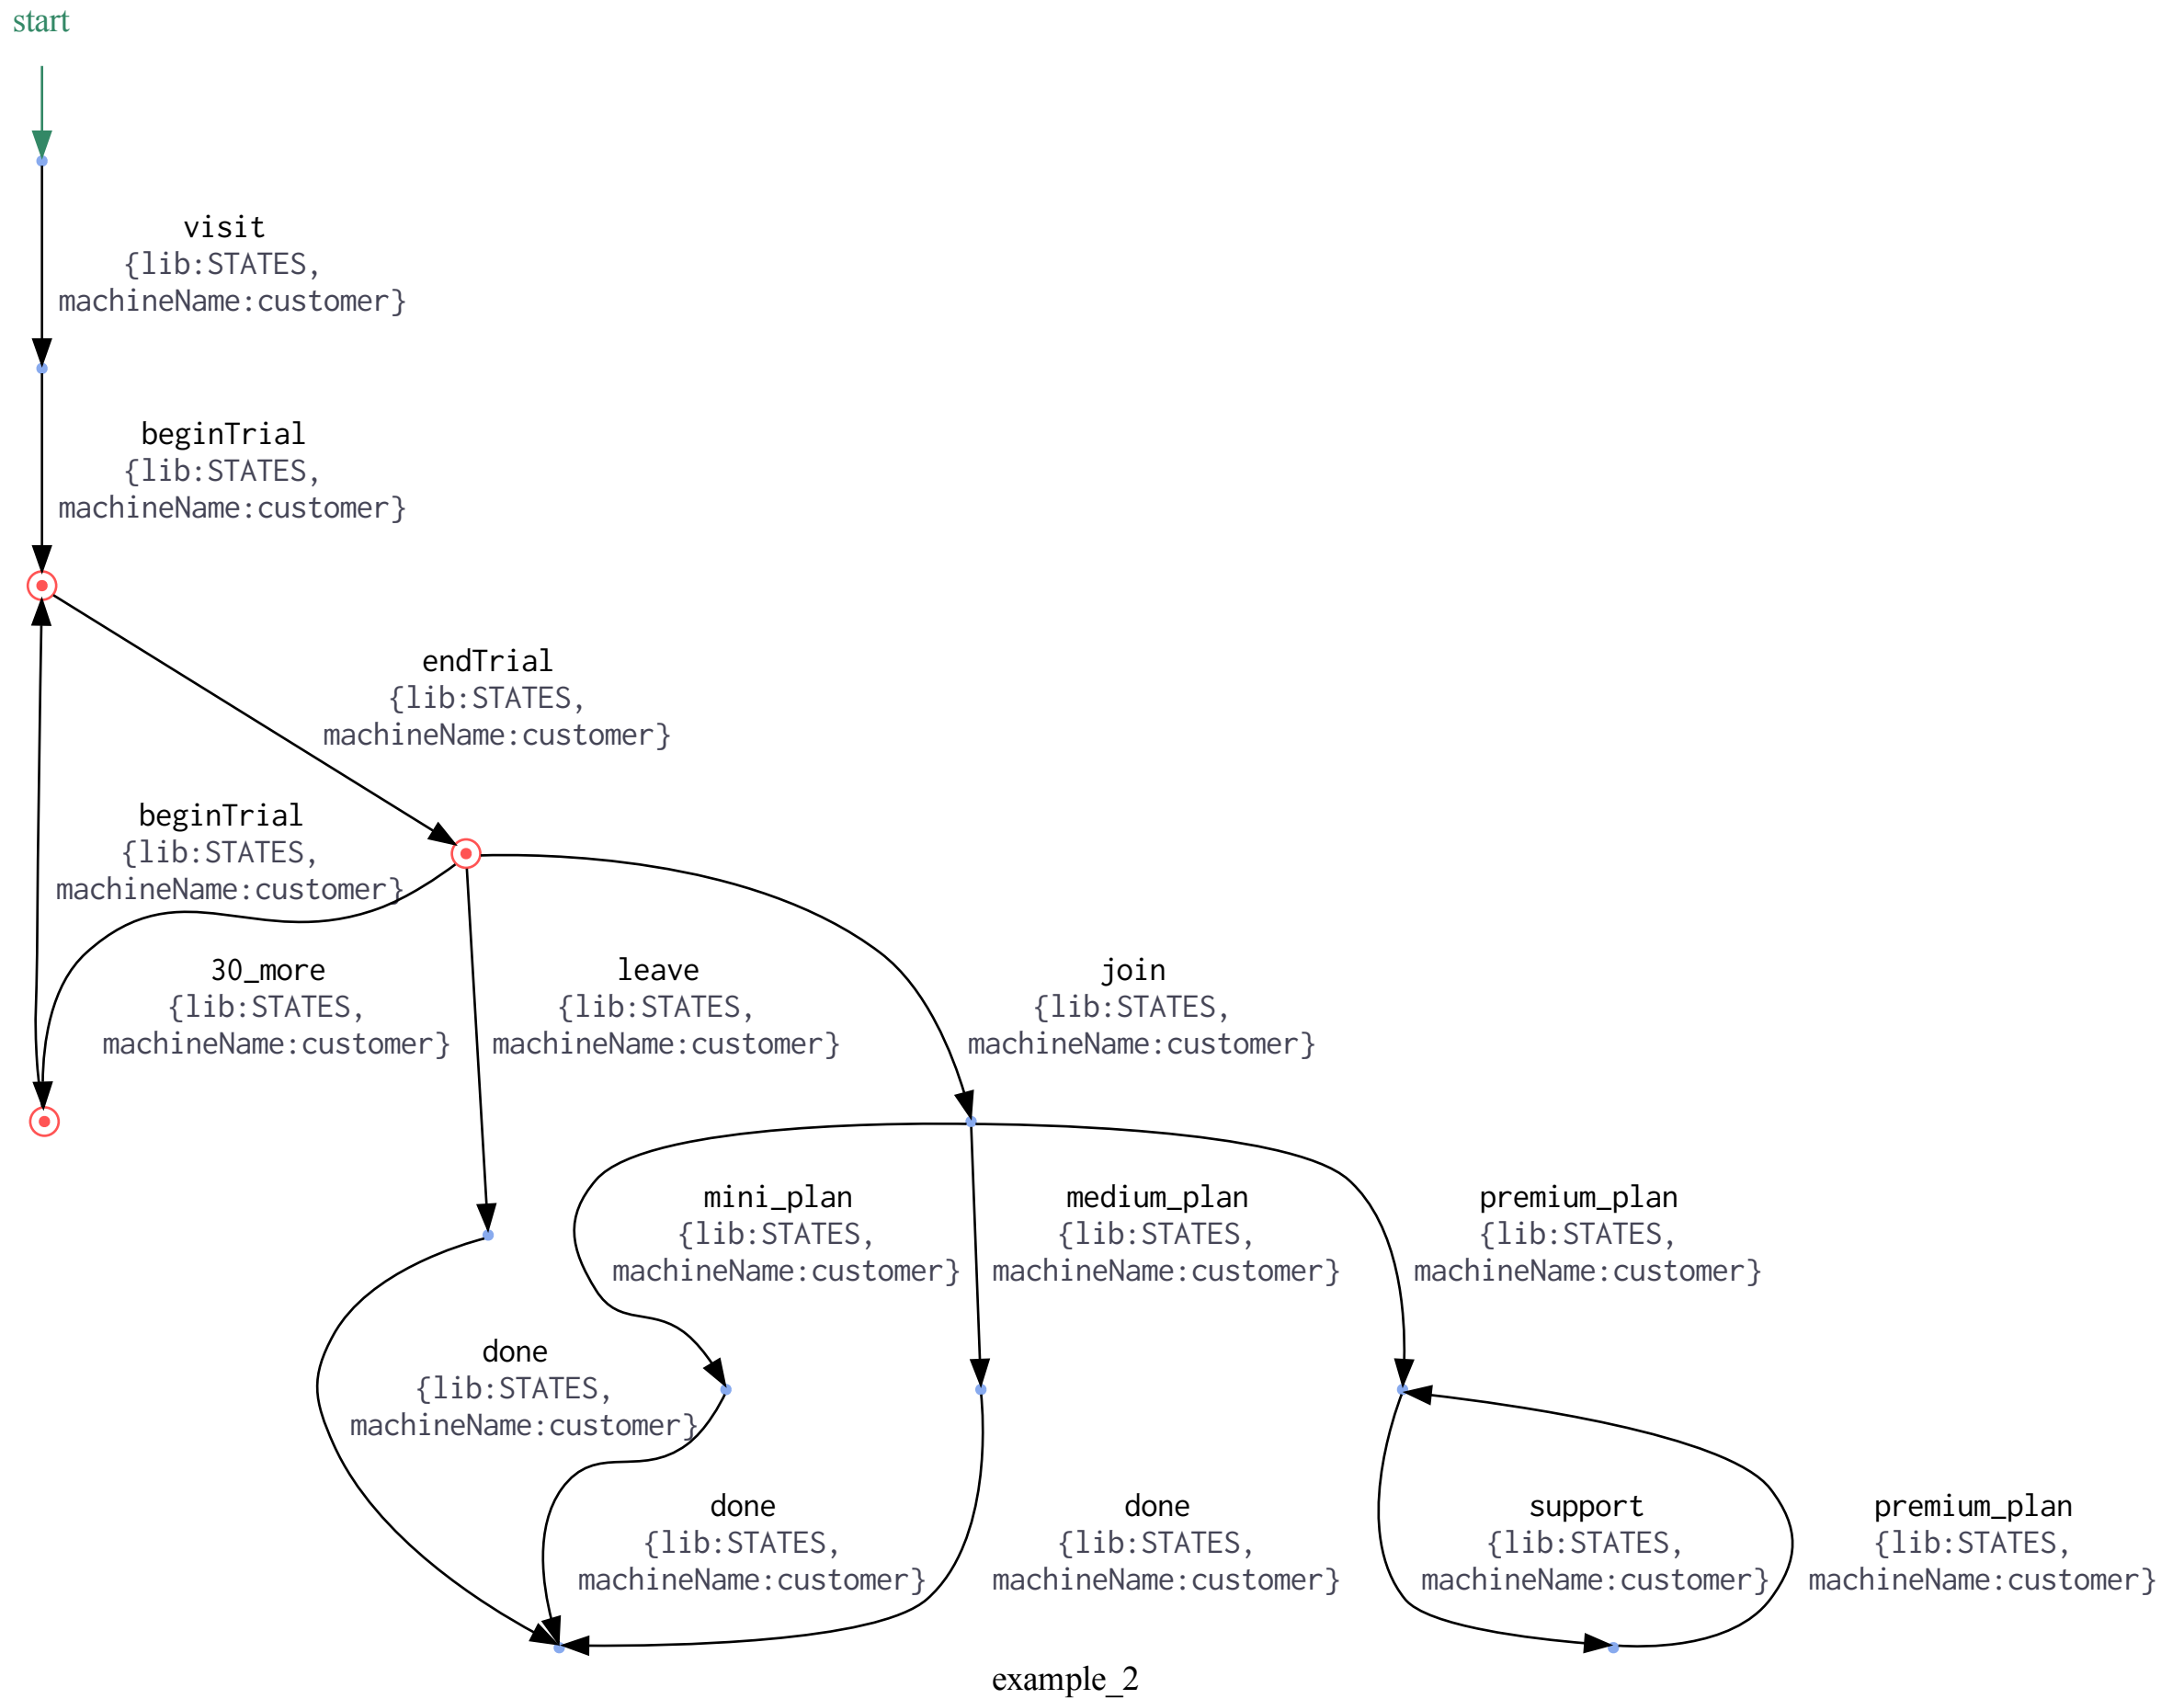 start
visit
{lib:STATES,
machineName:customer}
beginTrial
{lib:STATES,
machineName:customer}
endTrial
{lib:STATES,
machineName:customer}
beginTrial
{lib:STATES,
machineName:customer}
30_more
{lib:STATES,
machineName:customer}
leave
{lib:STATES,
machineName:customer}
join
{lib:STATES,
machineName:customer}
mini_plan
{lib:STATES,
machineName:customer}
medium_plan
{lib:STATES,
machineName:customer}
premium_plan
{lib:STATES,
machineName:customer}
done
{lib:STATES,
machineName:customer}
done
{lib:STATES,
machineName:customer}
done
{lib:STATES,
machineName:customer}
support
{lib:STATES,
machineName:customer}
premium_plan
{lib:STATES,
machineName:customer}
example_2